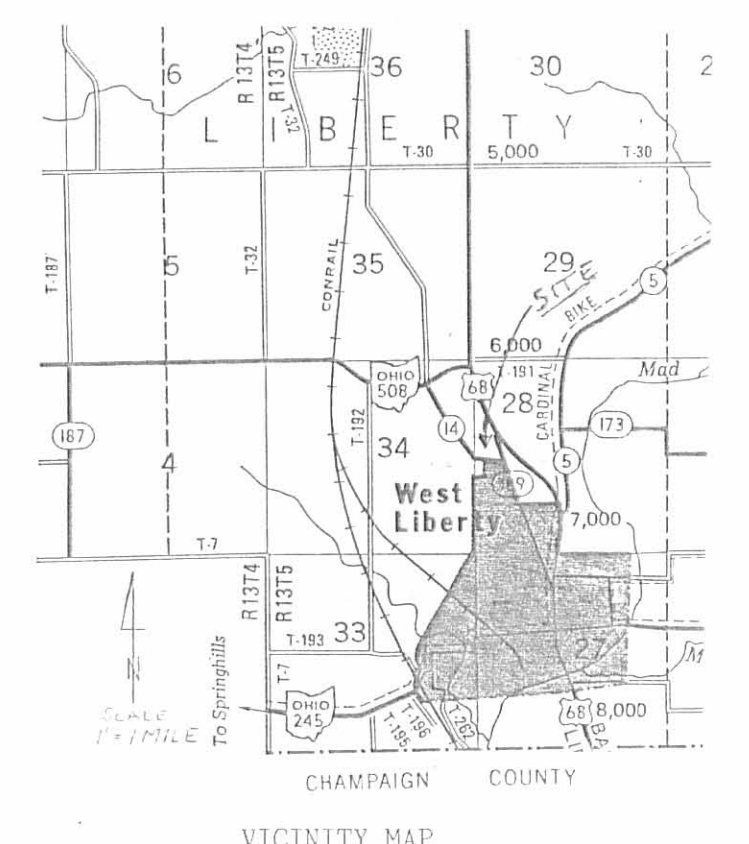 6
R13T4
R13T5
T-249
36
30
2
T-32
L I B E R T Y
T-30
5,000
T-30
T-187
5
T-32
CONRAIL
35
29
SITE
BIKE
5
6,000
T-191
OHIO
508
68
28
CARDINAL
Mad
187
4
T-192
34
14
5
173
West
Liberty
7,000
T-7
R13T4
R13T5
T-193
33
27
M
N
SCALE
1"=1MILE
To Springhills
T-7
OHIO
245
T-196
T-195
T-262
68
8,000
CHAMPAIGN COUNTY
VICINITY MAP